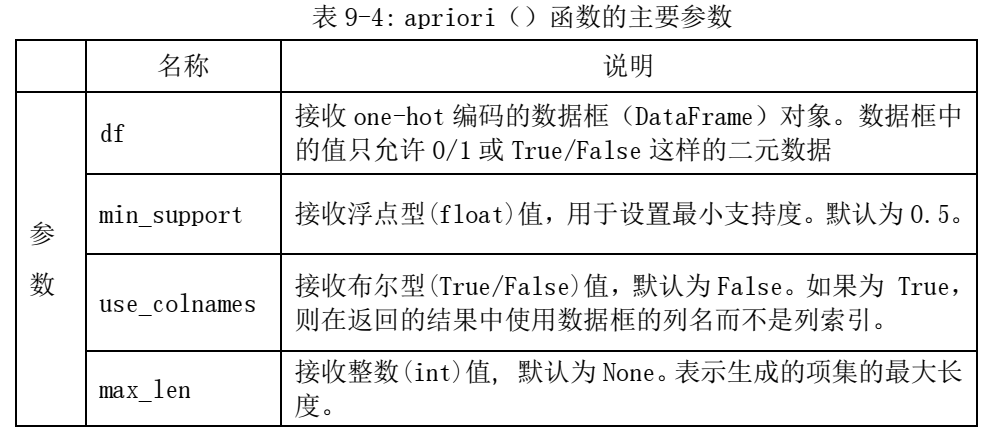 表 9-4: apriori（）函数的主要参数
名称 说明
参
数
df
接收 one-hot 编码的数据框（DataFrame）对象。数据框中
的值只允许 0/1 或 True/False 这样的二元数据
min_support
接收浮点型(float)值，用于设置最小支持度。默认为 0.5。
use_colnames
接收布尔型(True/False)值，默认为 False。如果为 True，
则在返回的结果中使用数据框的列名而不是列索引。
max_len
接收整数(int)值, 默认为 None。表示生成的项集的最大长
度。